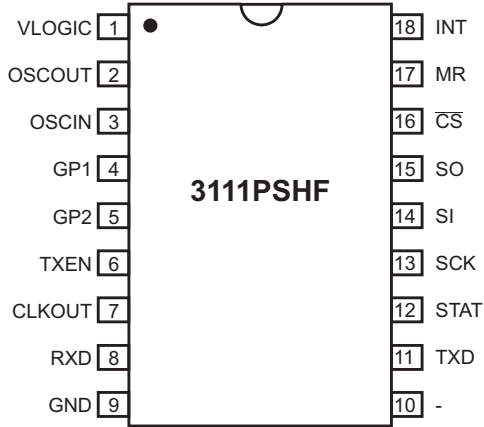 VLOGIC 1
OSCOUT 2
OSCIN 3
GP1 4
GP2 5
TXEN 6
CLKOUT 7
RXD 8
GND 9
3111PSHF
18 INT
17 MR
16 C̅S̅
15 SO
14 SI
13 SCK
12 STAT
11 TXD
10 -